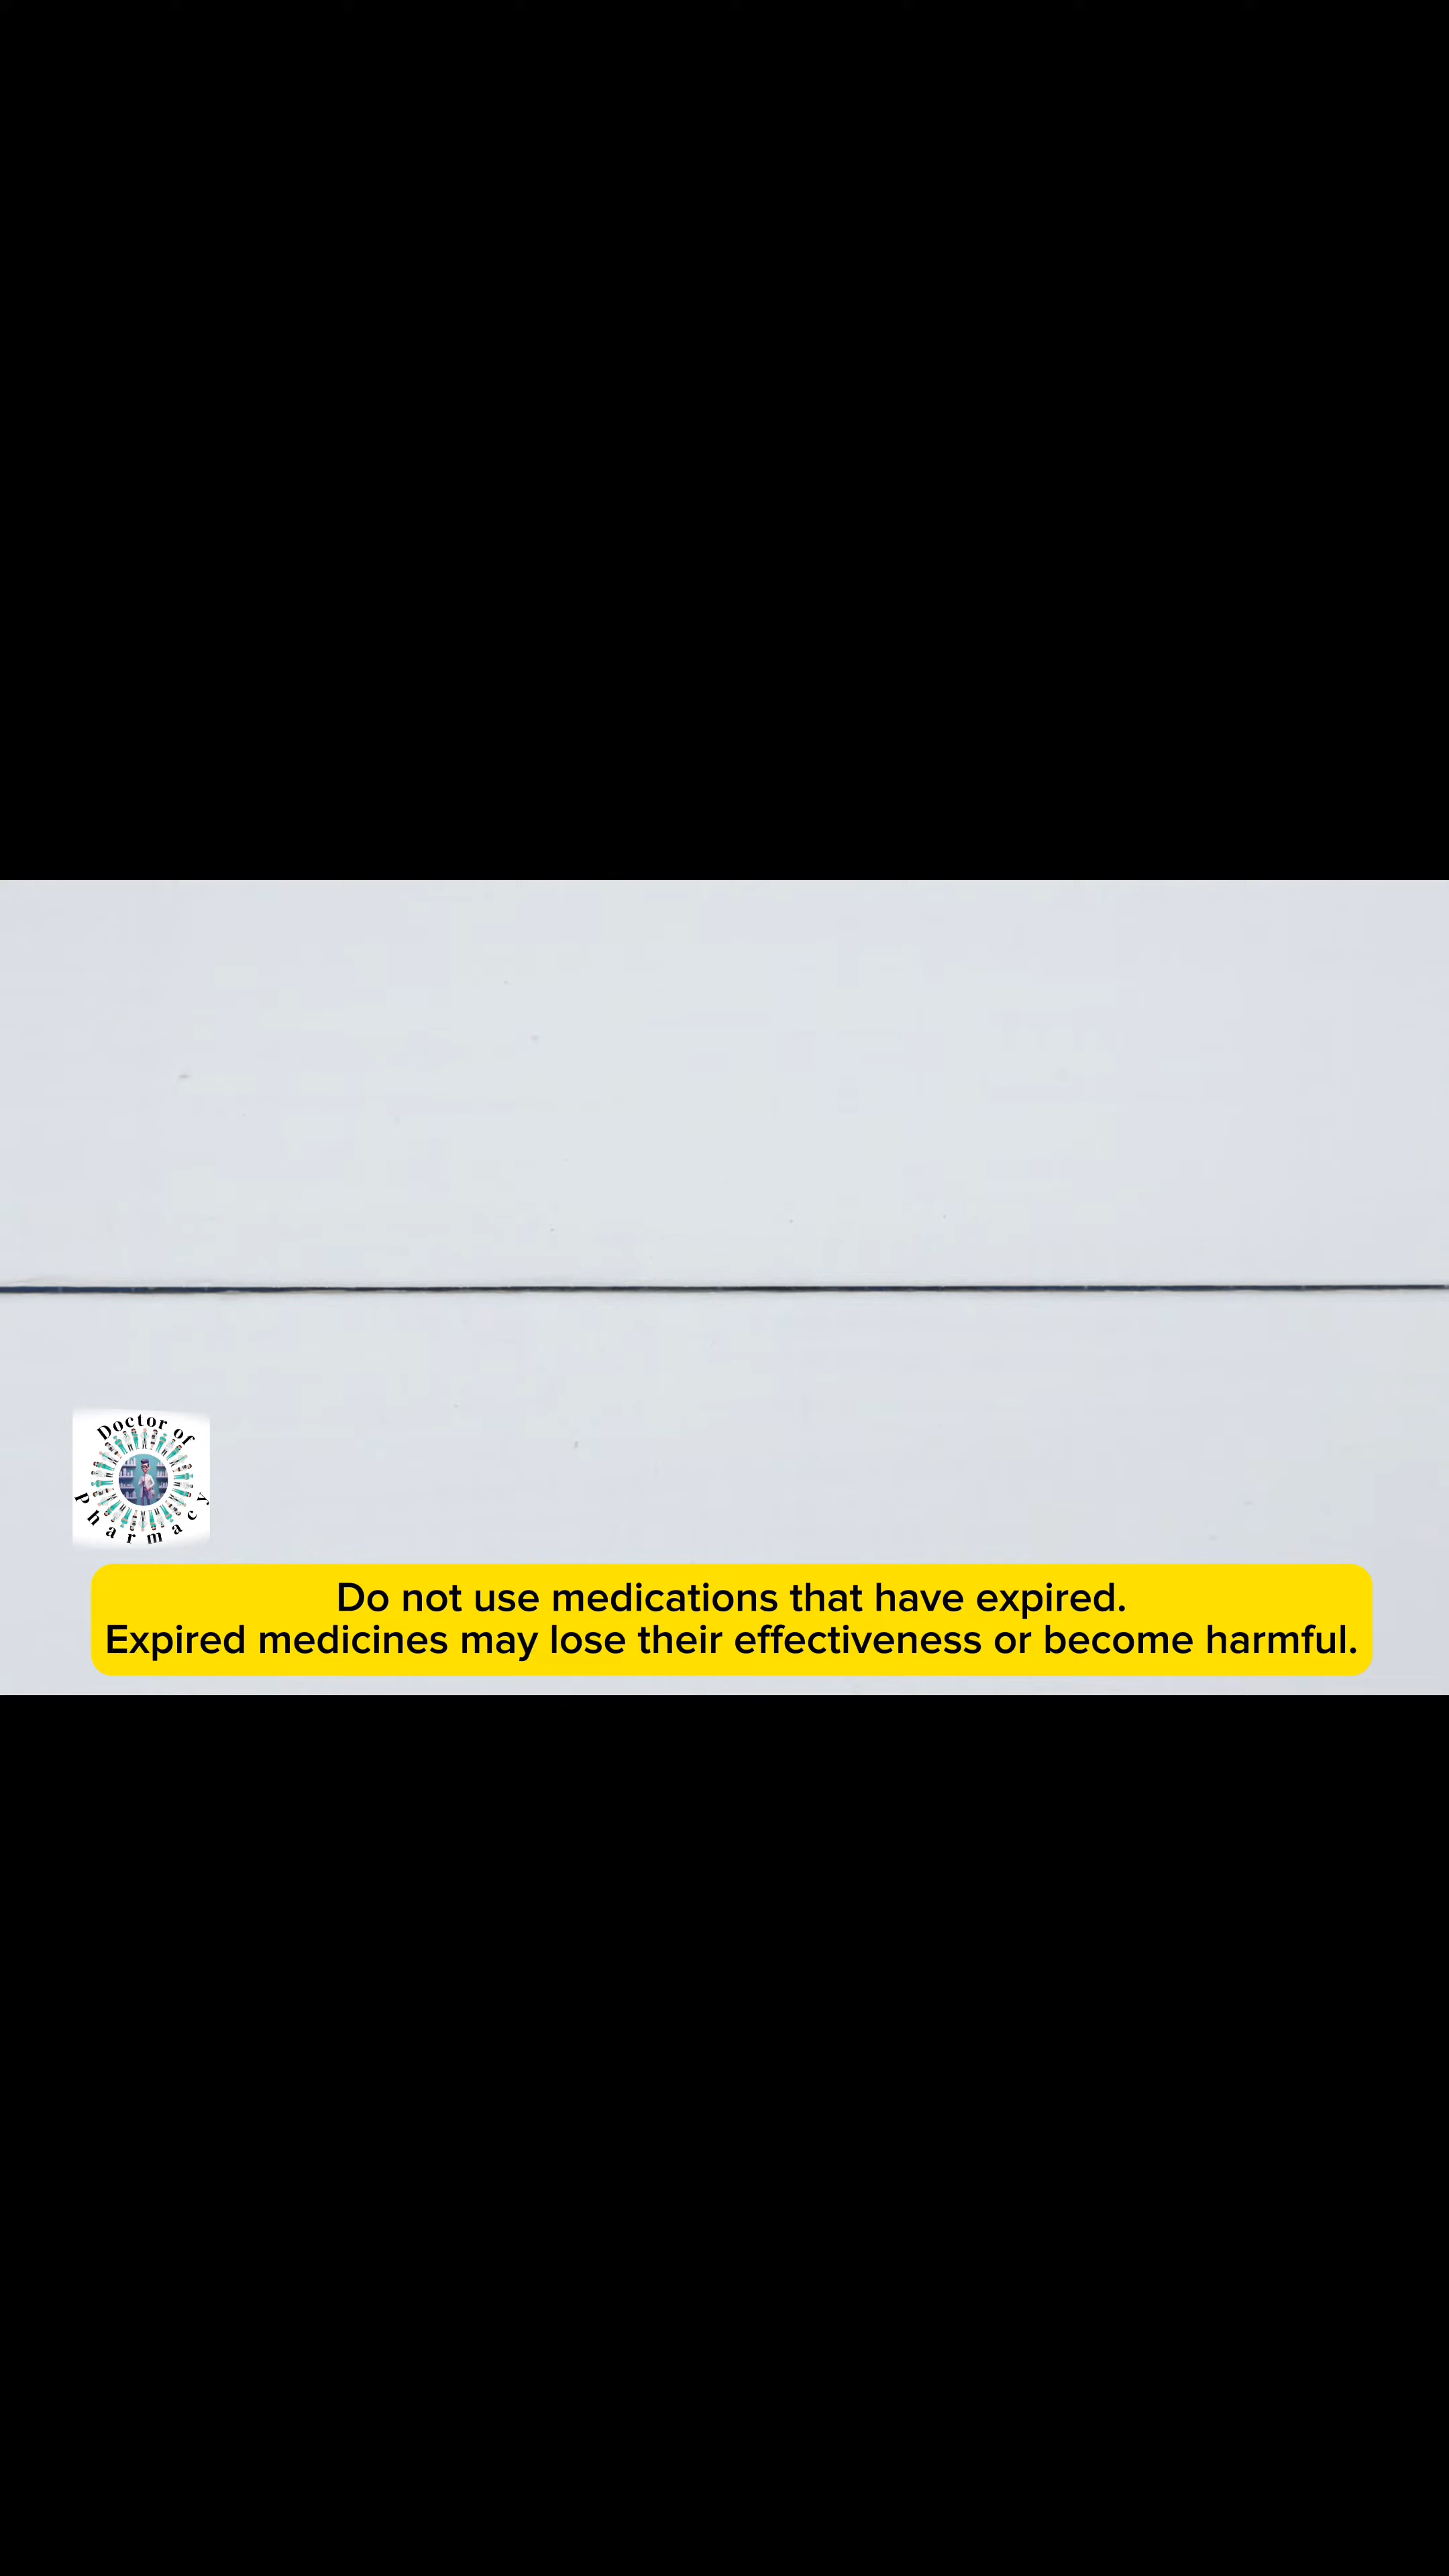 Doctor of
Pharmacy
Do not use medications that have expired.
Expired medicines may lose their effectiveness or become harmful.